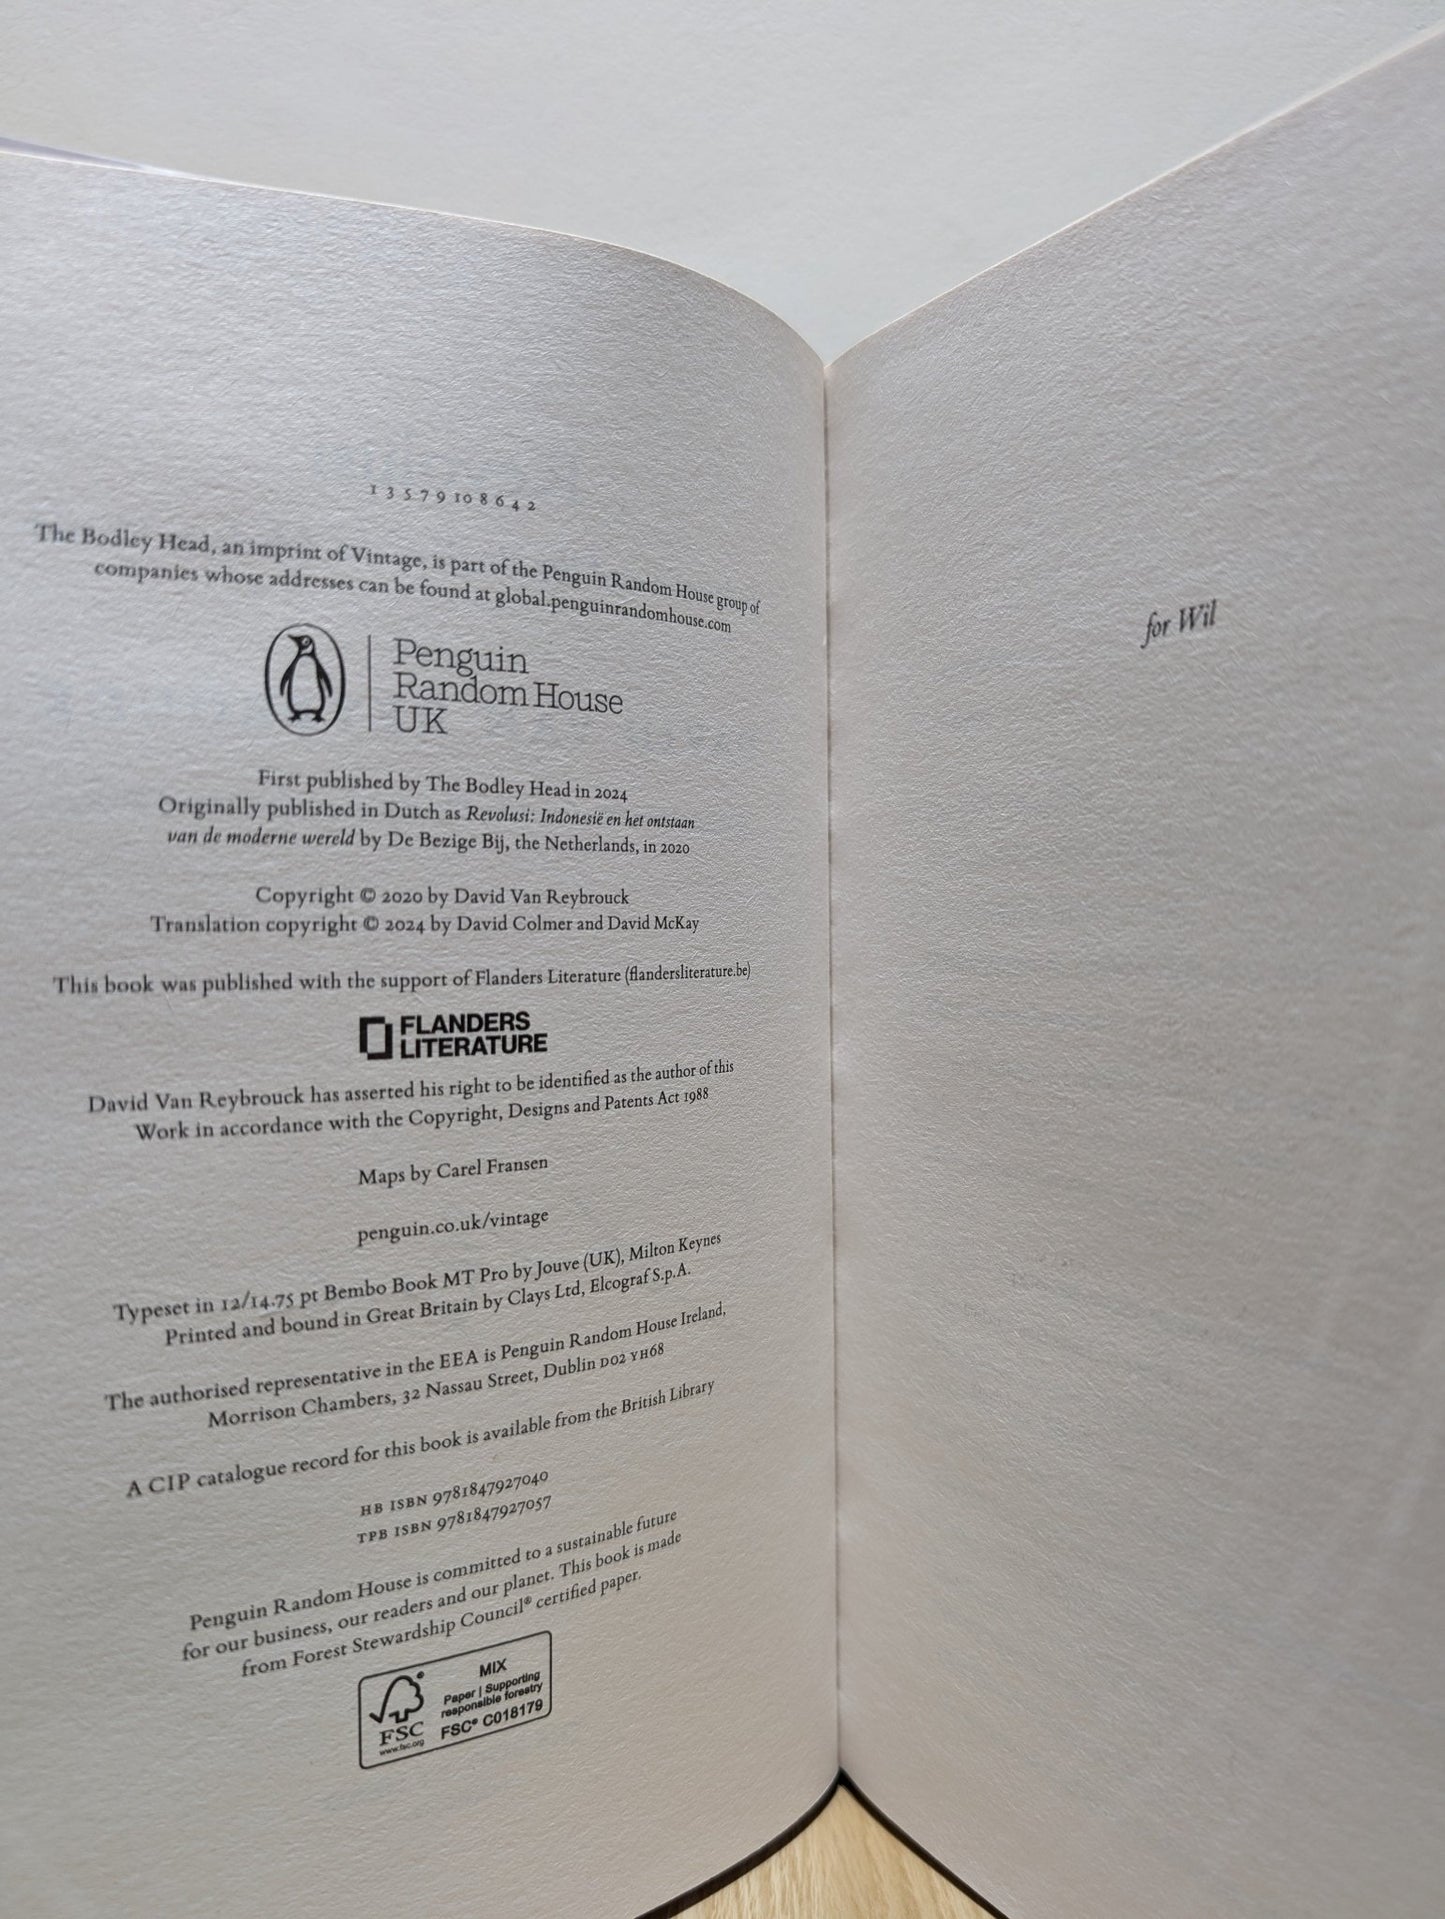 1 3 5 7 9 10 8 6 4 2
The Bodley Head, an imprint of Vintage, is part of the Penguin Random House group of
companies whose addresses can be found at global.penguinrandomhouse.com
Penguin
Random House
UK
First published by The Bodley Head in 2024
Originally published in Dutch as Revolusi: Indonesië en het ontstaan
van de moderne wereld by De Bezige Bij, the Netherlands, in 2020
Copyright © 2020 by David Van Reybrouck
Translation copyright © 2024 by David Colmer and David McKay
This book was published with the support of Flanders Literature (flandersliterature.be)
FLANDERS
LITERATURE
David Van Reybrouck has asserted his right to be identified as the author of this
Work in accordance with the Copyright, Designs and Patents Act 1988
Maps by Carel Fransen
penguin.co.uk/vintage
Typeset in 12/14.75 pt Bembo Book MT Pro by Jouve (UK), Milton Keynes
Printed and bound in Great Britain by Clays Ltd, Elcograf S.p.A.
The authorised representative in the EEA is Penguin Random House Ireland,
Morrison Chambers, 32 Nassau Street, Dublin D02 YH68
A CIP catalogue record for this book is available from the British Library
HB ISBN 9781847927040
TPB ISBN 9781847927057
Penguin Random House is committed to a sustainable future
for our business, our readers and our planet. This book is made
from Forest Stewardship Council® certified paper.
FSC
www.fsc.org
MIX
Paper | Supporting
responsible forestry
FSC® C018179
for Wil